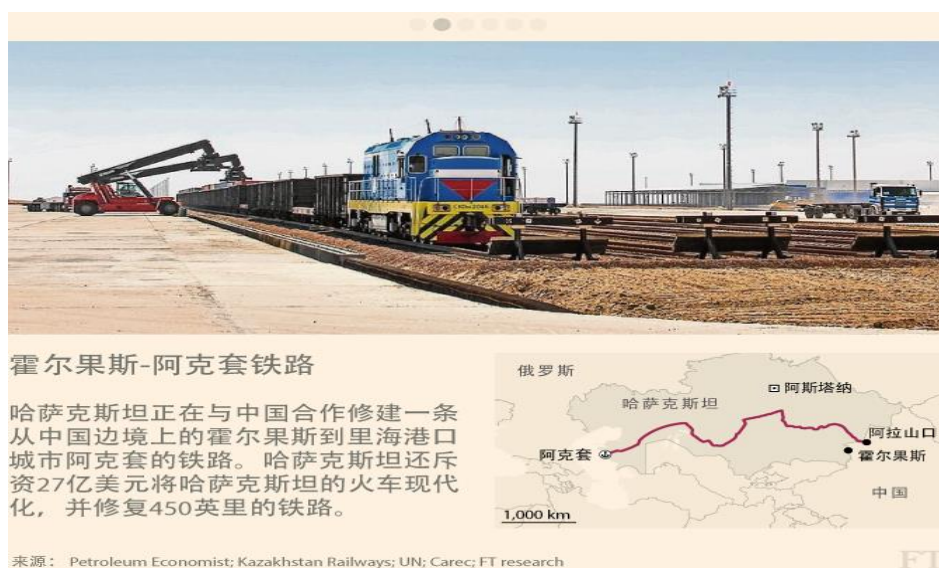 霍尔果斯-阿克套铁路
哈萨克斯坦正在与中国合作修建一条
从中国边境上的霍尔果斯到里海港口
城市阿克套的铁路。哈萨克斯坦还斥
资27亿美元将哈萨克斯坦的火车现代
化，并修复450英里的铁路。
俄罗斯
阿斯塔纳
哈萨克斯坦
阿拉山口
阿克套
霍尔果斯
中国
1,000 km
来源： Petroleum Economist; Kazakhstan Railways; UN; Carec; FT research
FT